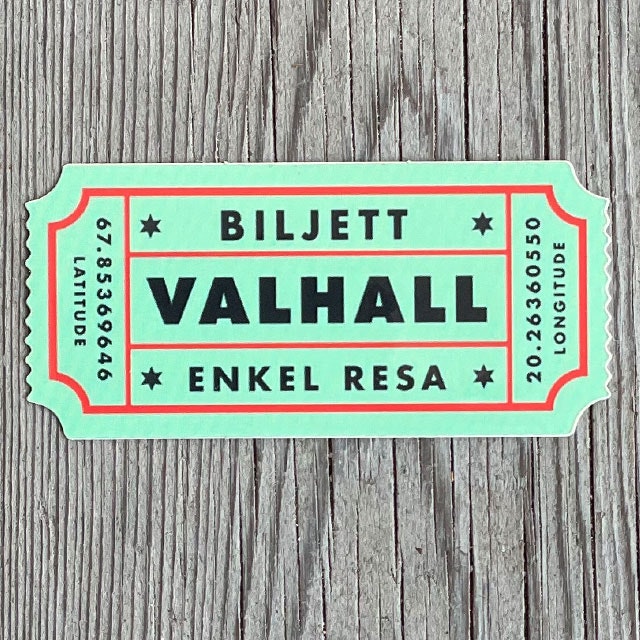 BILJETT
VALHALL
ENKEL RESA
67.85369646
LATITUDE
20.26360550
LONGITUDE